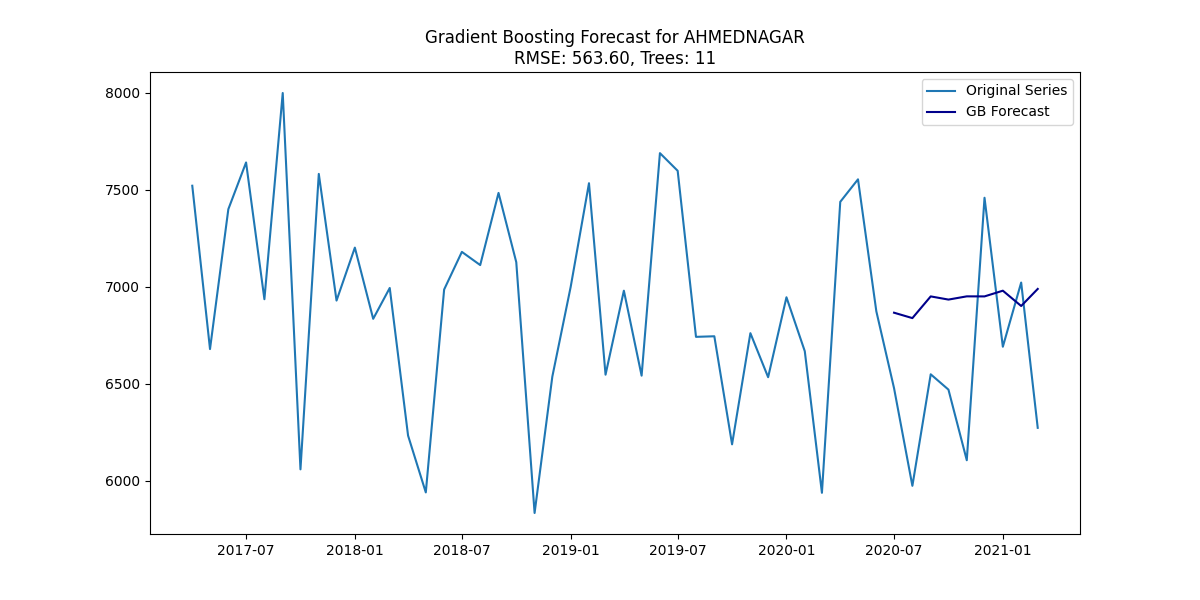 Gradient Boosting Forecast for AHMEDNAGAR
RMSE: 563.60, Trees: 11
Original Series
GB Forecast
8000
7500
7000
6500
6000
2017-07 2018-01 2018-07 2019-01 2019-07 2020-01 2020-07 2021-01